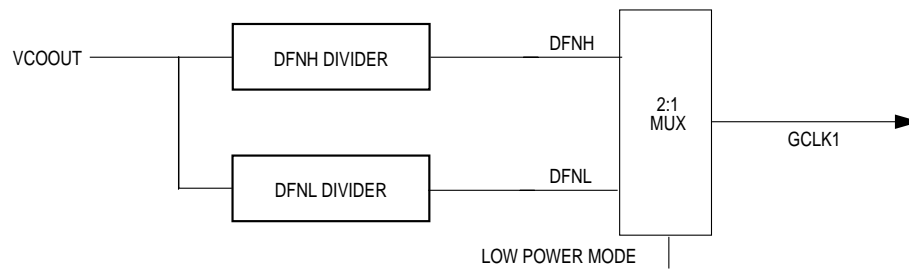 VCOOUT
DFNH DIVIDER
DFNH
DFNL DIVIDER
DFNL
2:1
MUX
GCLK1
LOW POWER MODE